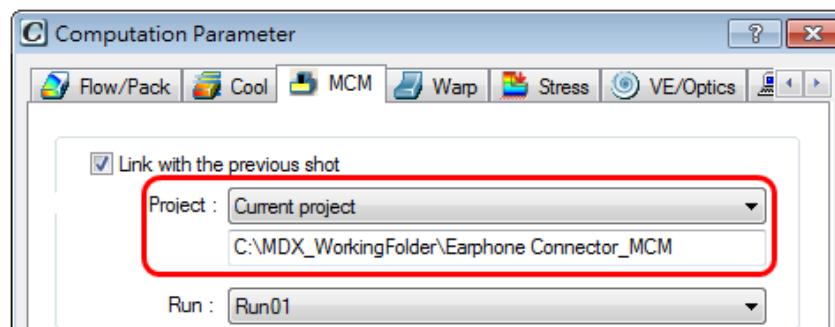 Computation Parameter
Flow/Pack Cool MCM Warp Stress VE/Optics
Link with the previous shot
Project : Current project
C:\MDX_WorkingFolder\Earphone Connector_MCM
Run : Run01